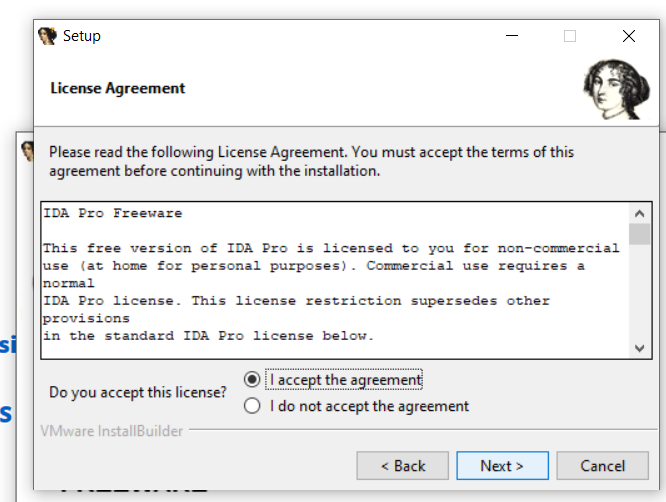 Setup
License Agreement
Please read the following License Agreement. You must accept the terms of this
agreement before continuing with the installation.
IDA Pro Freeware
This free version of IDA Pro is licensed to you for non-commercial
use (at home for personal purposes). Commercial use requires a
normal
IDA Pro license. This license restriction supersedes other
provisions
in the standard IDA Pro license below.
si
Do you accept this license?
I accept the agreement
I do not accept the agreement
s
VMware InstallBuilder
< Back
Next >
Cancel